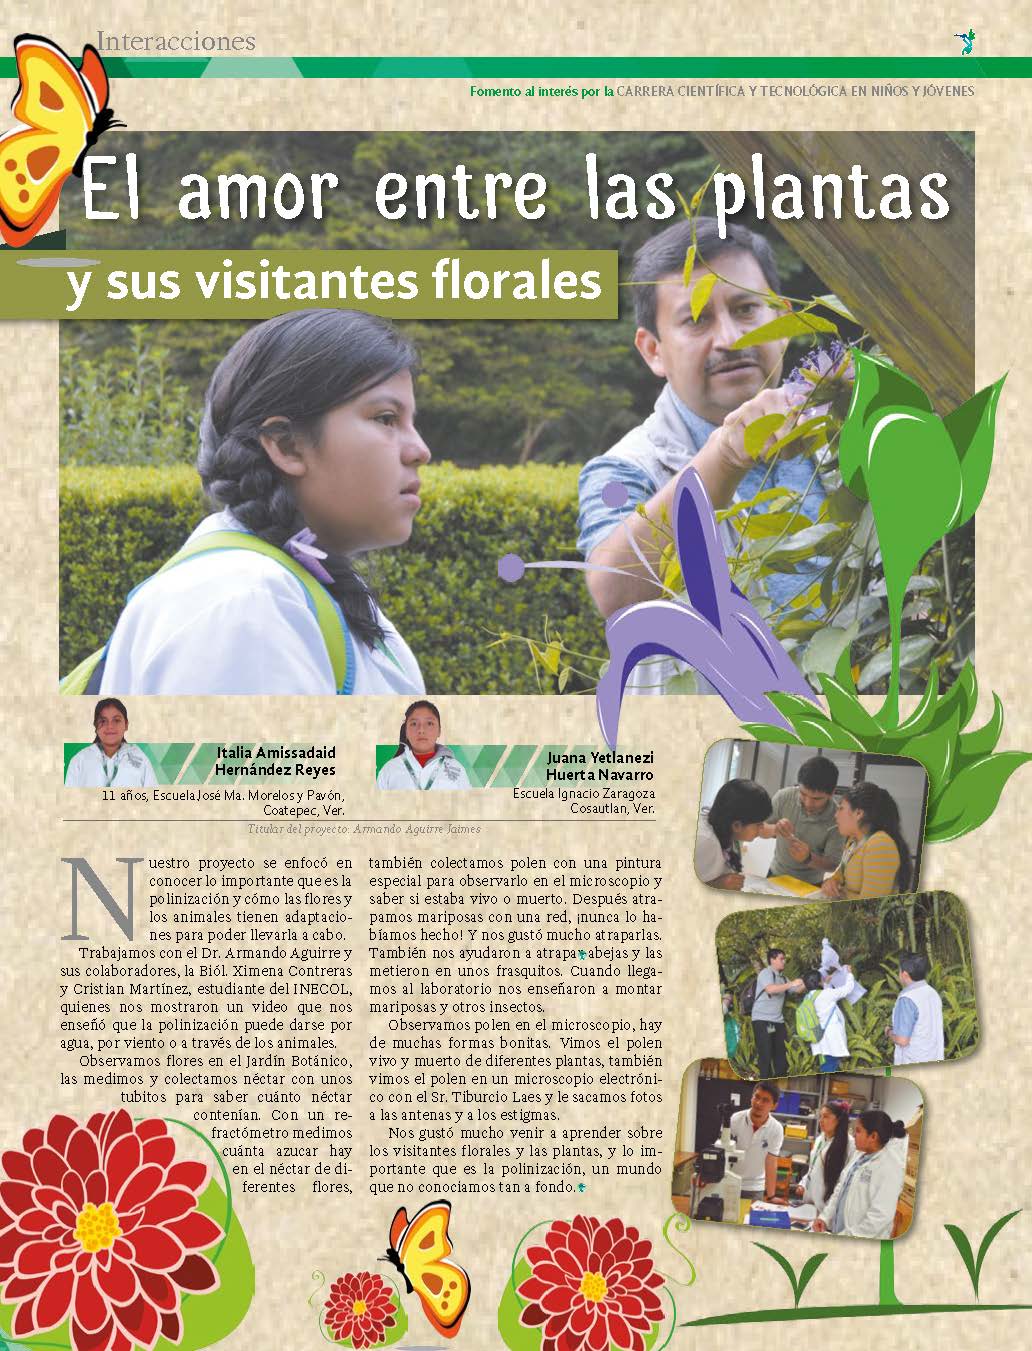 Interacciones
Fomento al interés por la CARRERA CIENTÍFICA Y TECNOLÓGICA EN NIÑOS Y JÓVENES
El amor entre las plantas
y sus visitantes florales
Italia Amissadaid
Hernández Reyes
11 años, Escuela José Ma. Morelos y Pavón,
Coatepec, Ver.
Juana Yetlanezi
Huerta Navarro
Escuela Ignacio Zaragoza
Cosautlan, Ver.
Titular del proyecto: Armando Aguirre Jaimes
Nuestro proyecto se enfocó en
conocer lo importante que es la
polinización y cómo las flores y
los animales tienen adaptacio-
nes para poder llevarla a cabo.
Trabajamos con el Dr. Armando Aguirre y
sus colaboradores, la Biól. Ximena Contreras
y Cristian Martínez, estudiante del INECOL,
quienes nos mostraron un video que nos
enseñó que la polinización puede darse por
agua, por viento o a través de los animales.
Observamos flores en el Jardín Botánico,
las medimos y colectamos néctar con unos
tubitos para saber cuánto néctar
contenían. Con un re-
fractómetro medimos
cuánta azucar hay
en el néctar de di-
ferentes flores,
también colectamos polen con una pintura
especial para observarlo en el microscopio y
saber si estaba vivo o muerto. Después atra-
pamos mariposas con una red, ¡nunca lo ha-
bíamos hecho! Y nos gustó mucho atraparlas.
También nos ayudaron a atrapar abejas y las
metieron en unos frasquitos. Cuando llega-
mos al laboratorio nos enseñaron a montar
mariposas y otros insectos.
Observamos polen en el microscopio, hay
de muchas formas bonitas. Vimos el polen
vivo y muerto de diferentes plantas, también
vimos el polen en un microscopio electróni-
co con el Sr. Tiburcio Laes y le sacamos fotos
a las antenas y a los estigmas.
Nos gustó mucho venir a aprender sobre
los visitantes florales y las plantas, y lo im-
portante que es la polinización, un mundo
que no conociamos tan a fondo.